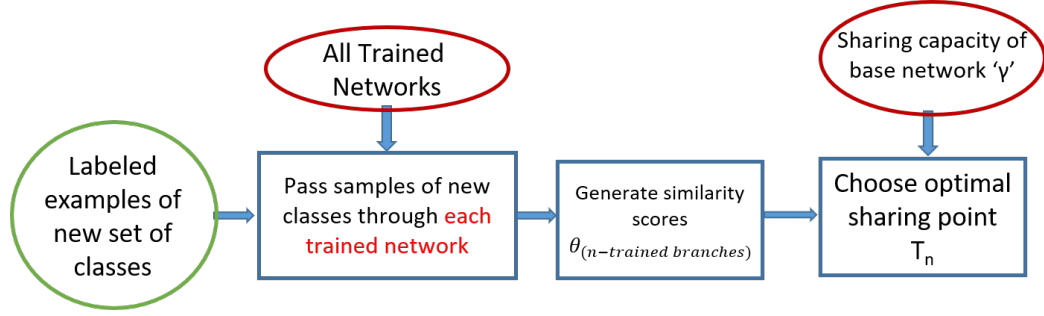 All Trained
Networks
Sharing capacity of
base network ‘γ’
Labeled
examples of
new set of
classes
Pass samples of new
classes through each
trained network
Generate similarity
scores
θ(n−trained branches)
Choose optimal
sharing point
Tn